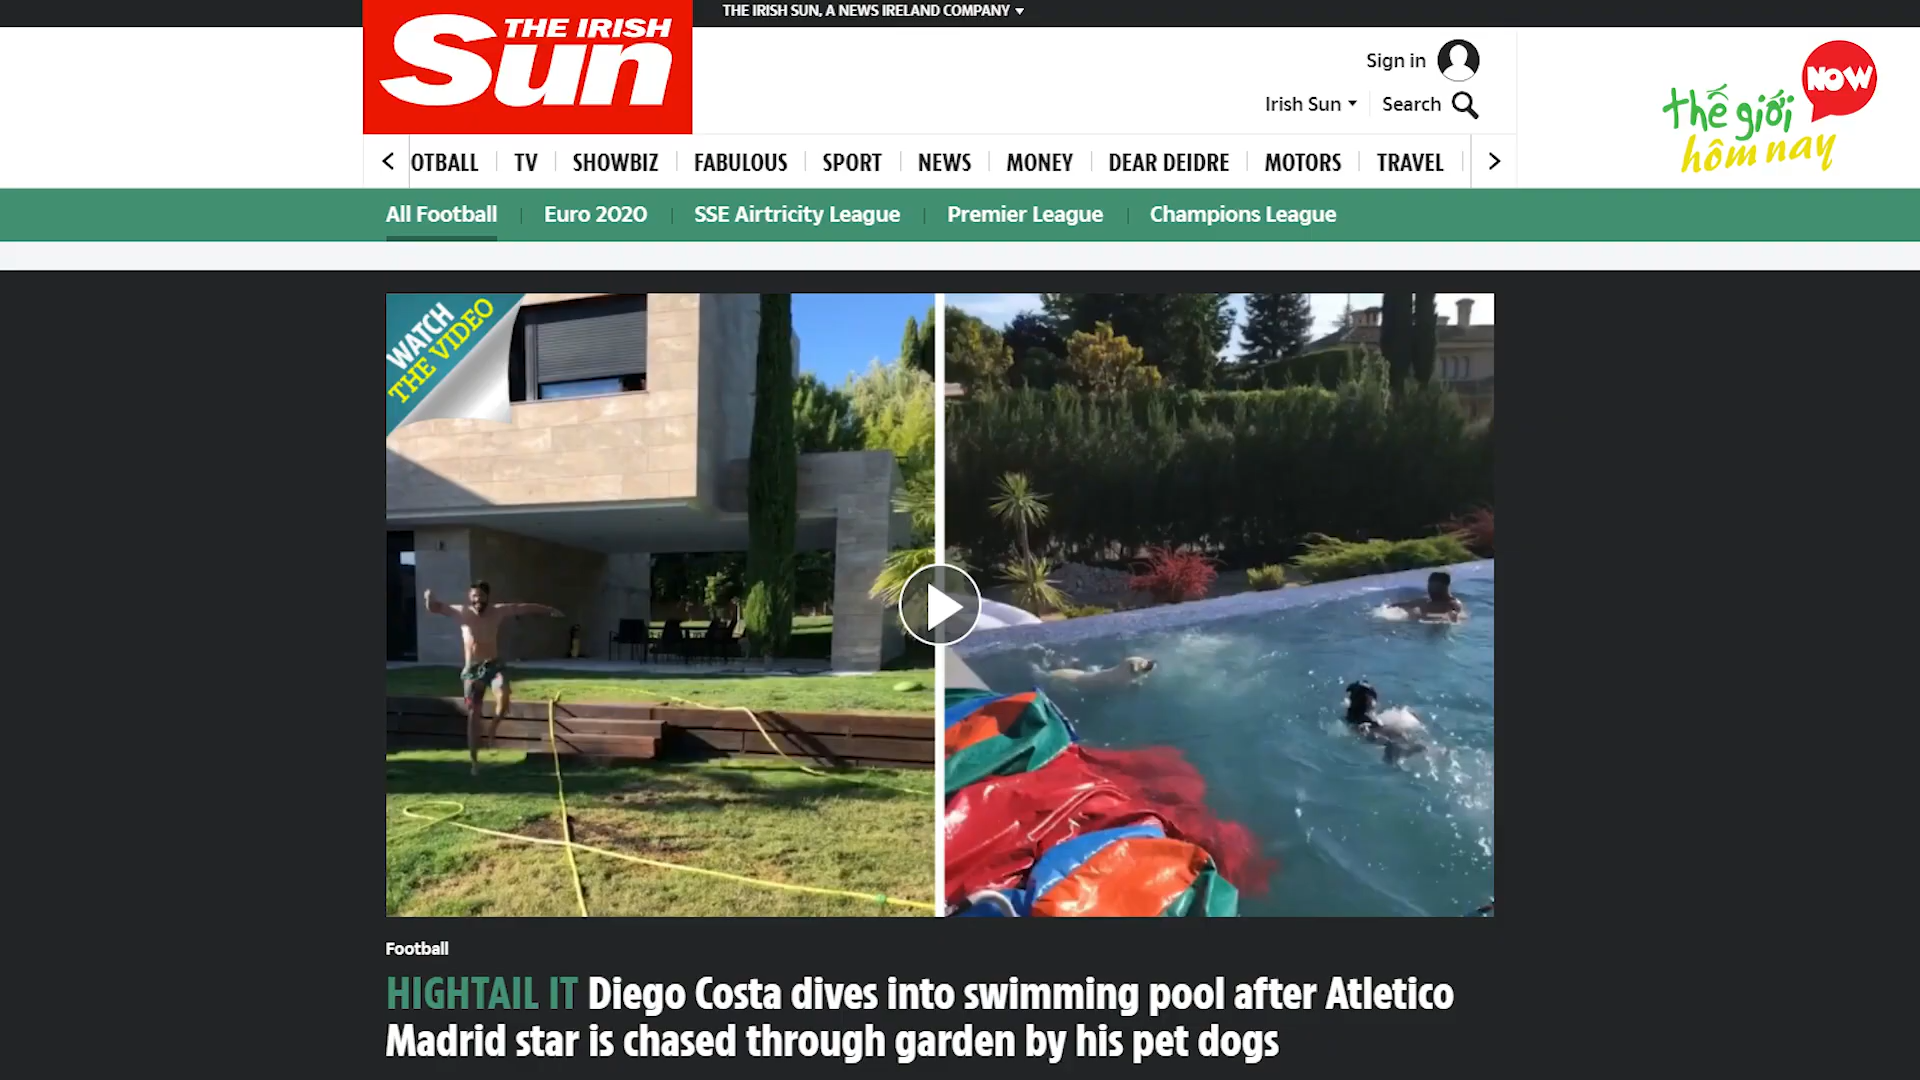 THE IRISH SUN, A NEWS IRELAND COMPANY
THE IRISH
Sun
Sign in
Irish Sun
Search
NOW
thế giới
hôm nay
OTBALL
TV
SHOWBIZ
FABULOUS
SPORT
NEWS
MONEY
DEAR DEIDRE
MOTORS
TRAVEL
All Football
Euro 2020
SSE Airtricity League
Premier League
Champions League
WATCH
THE VIDEO
Football
HIGHTAIL IT Diego Costa dives into swimming pool after Atletico
Madrid star is chased through garden by his pet dogs